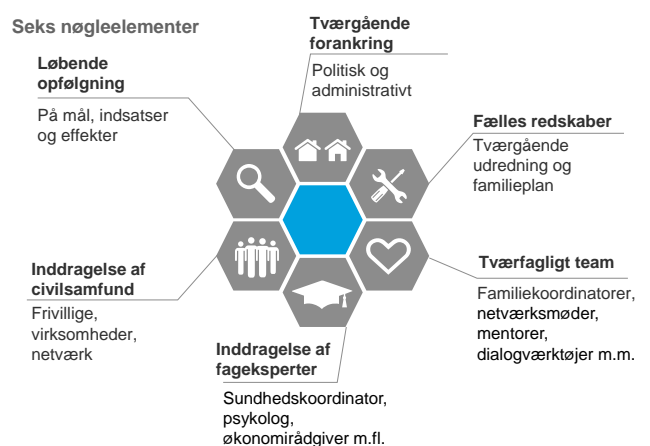 Seks nøgleelementer
Tværgående
forankring
Politisk og
administrativt
Løbende
opfølgning
På mål, indsatser
og effekter
Fælles redskaber
Tværgående
udredning og
familieplan
Inddragelse af
civilsamfund
Frivillige,
virksomheder,
netværk
Tværfagligt team
Familiekoordinatorer,
netværksmøder,
mentorer,
dialogværktøjer m.m.
Inddragelse af
fageksperter
Sundhedskoordinator,
psykolog,
økonomirådgiver m.fl.